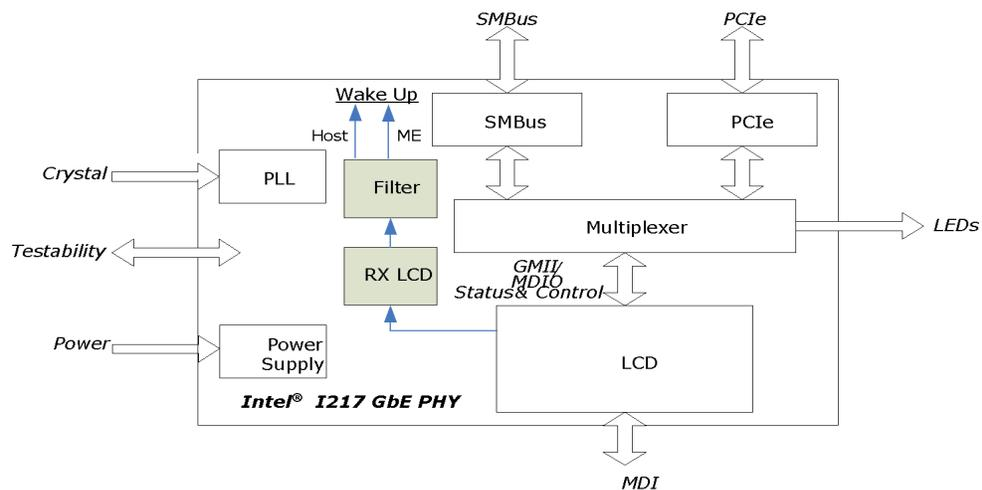 SMBus
PCIe
Wake Up
Host
ME
SMBus
PCIe
Crystal
PLL
Filter
Multiplexer
LEDs
Testability
RX LCD
GMII/
MDIO
Status& Control
Power
Power
Supply
LCD
Intel® I217 GbE PHY
MDI